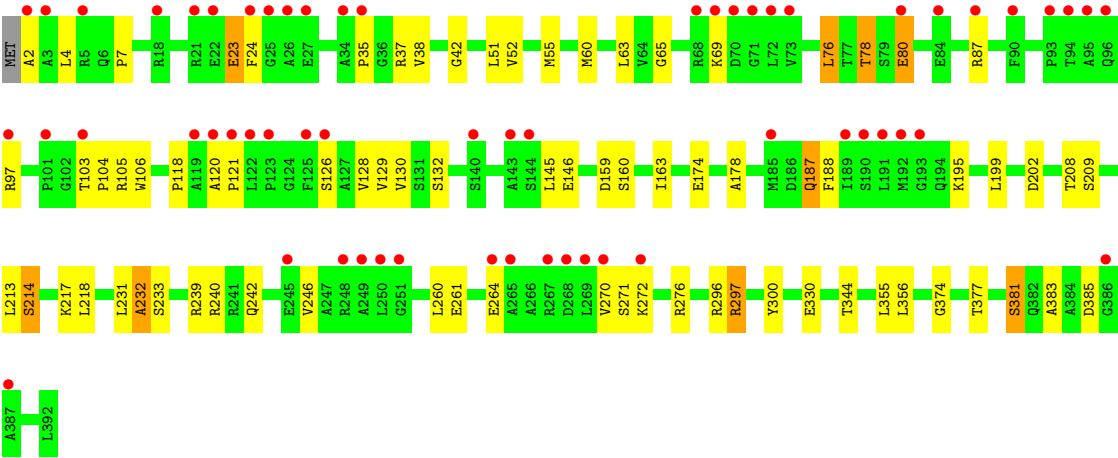 MET A2 A3 L4 R5 Q6 P7 R18 R21 E22 E23 F24 G25 A26 E27 A34 P35 G36 R37 V38 G42 L51 V52 M55 M60 L63 V64 G65 R68 K69 D70 G71 L72 V73 L76 T77 T78 S79 E80 E84 R87 F90 P93 T94 A95 Q96
R97 P101 G102 T103 P104 R105 W106 P118 A119 A120 P121 L122 P123 G124 F125 S126 A127 V128 V129 V130 S131 S132 S140 A143 S144 L145 E146 D159 S160 I163 E174 A178 M185 D186 Q187 F188 I189 S190 L191 M192 G193 Q194 K195 L199 D202 T208 S209
L213 S214 K217 L218 L231 A232 S233 R239 R240 R241 Q242 E245 V246 A247 R248 A249 L250 G251 L260 E261 E264 A265 A266 R267 D268 L269 V270 S271 K272 R276 R296 R297 Y300 E330 T344 L355 L356 G374 T377 S381 Q382 A383 A384 D385 G386
A387 L392